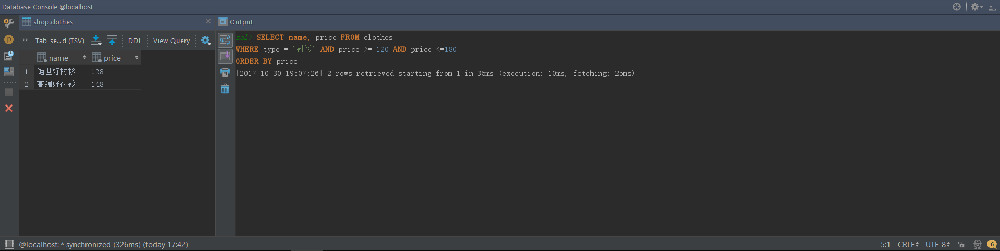 Database Console @localhost
shop.clothes
Output
Tab-se...d (TSV) DDL View Query
name price
1 绝世好衬衫 128
2 高端好衬衫 148
sql> SELECT name, price FROM clothes
WHERE type = '衬衫' AND price >= 120 AND price <=180
ORDER BY price
[2017-10-30 19:07:26] 2 rows retrieved starting from 1 in 35ms (execution: 10ms, fetching: 25ms)
@localhost: * synchronized (326ms) (today 17:42)
5:1 CRLF UTF-8 6